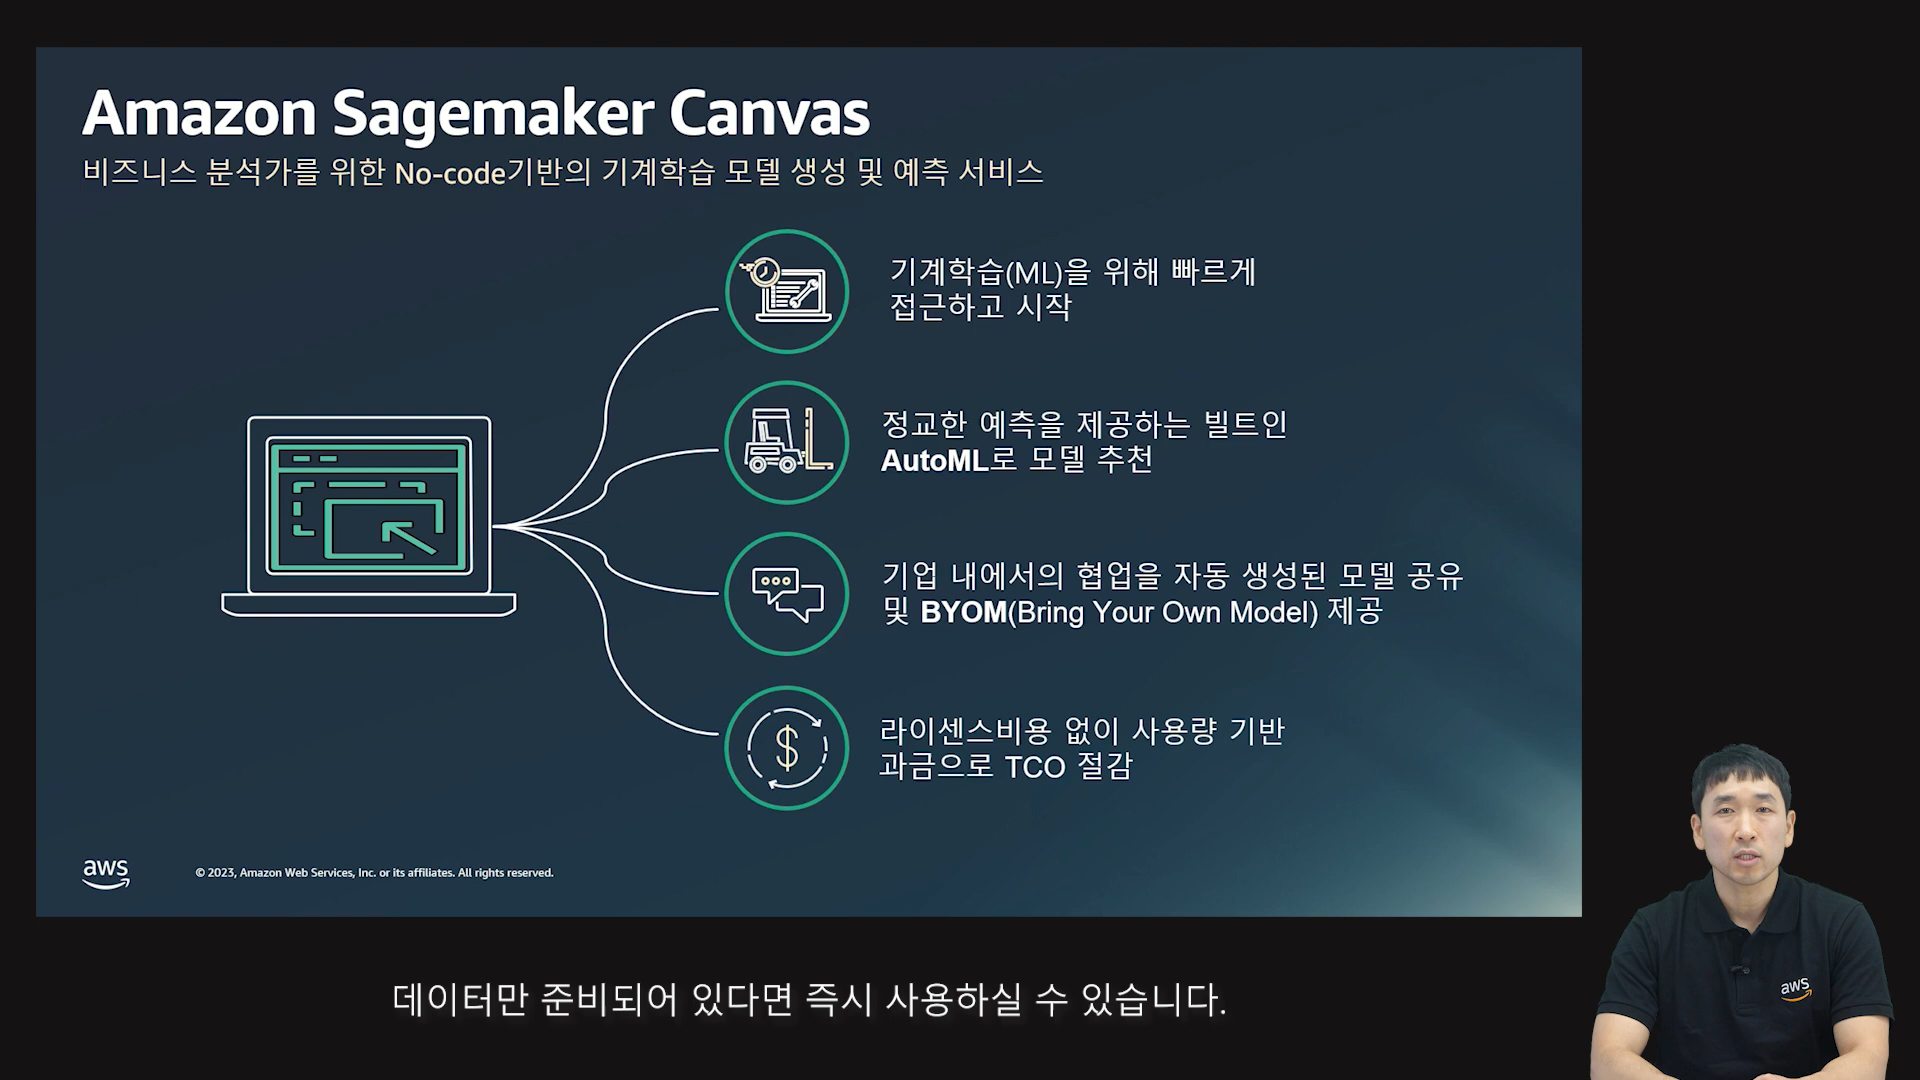 Amazon Sagemaker Canvas
비즈니스 분석가를 위한 No-code기반의 기계학습 모델 생성 및 예측 서비스
기계학습(ML)을 위해 빠르게
접근하고 시작
정교한 예측을 제공하는 빌트인
AutoML로 모델 추천
기업 내에서의 협업을 자동 생성된 모델 공유
및 BYOM(Bring Your Own Model) 제공
$
라이센스비용 없이 사용량 기반
과금으로 TCO 절감
aws
© 2023, Amazon Web Services, Inc. or its affiliates. All rights reserved.
aws
데이터만 준비되어 있다면 즉시 사용하실 수 있습니다.